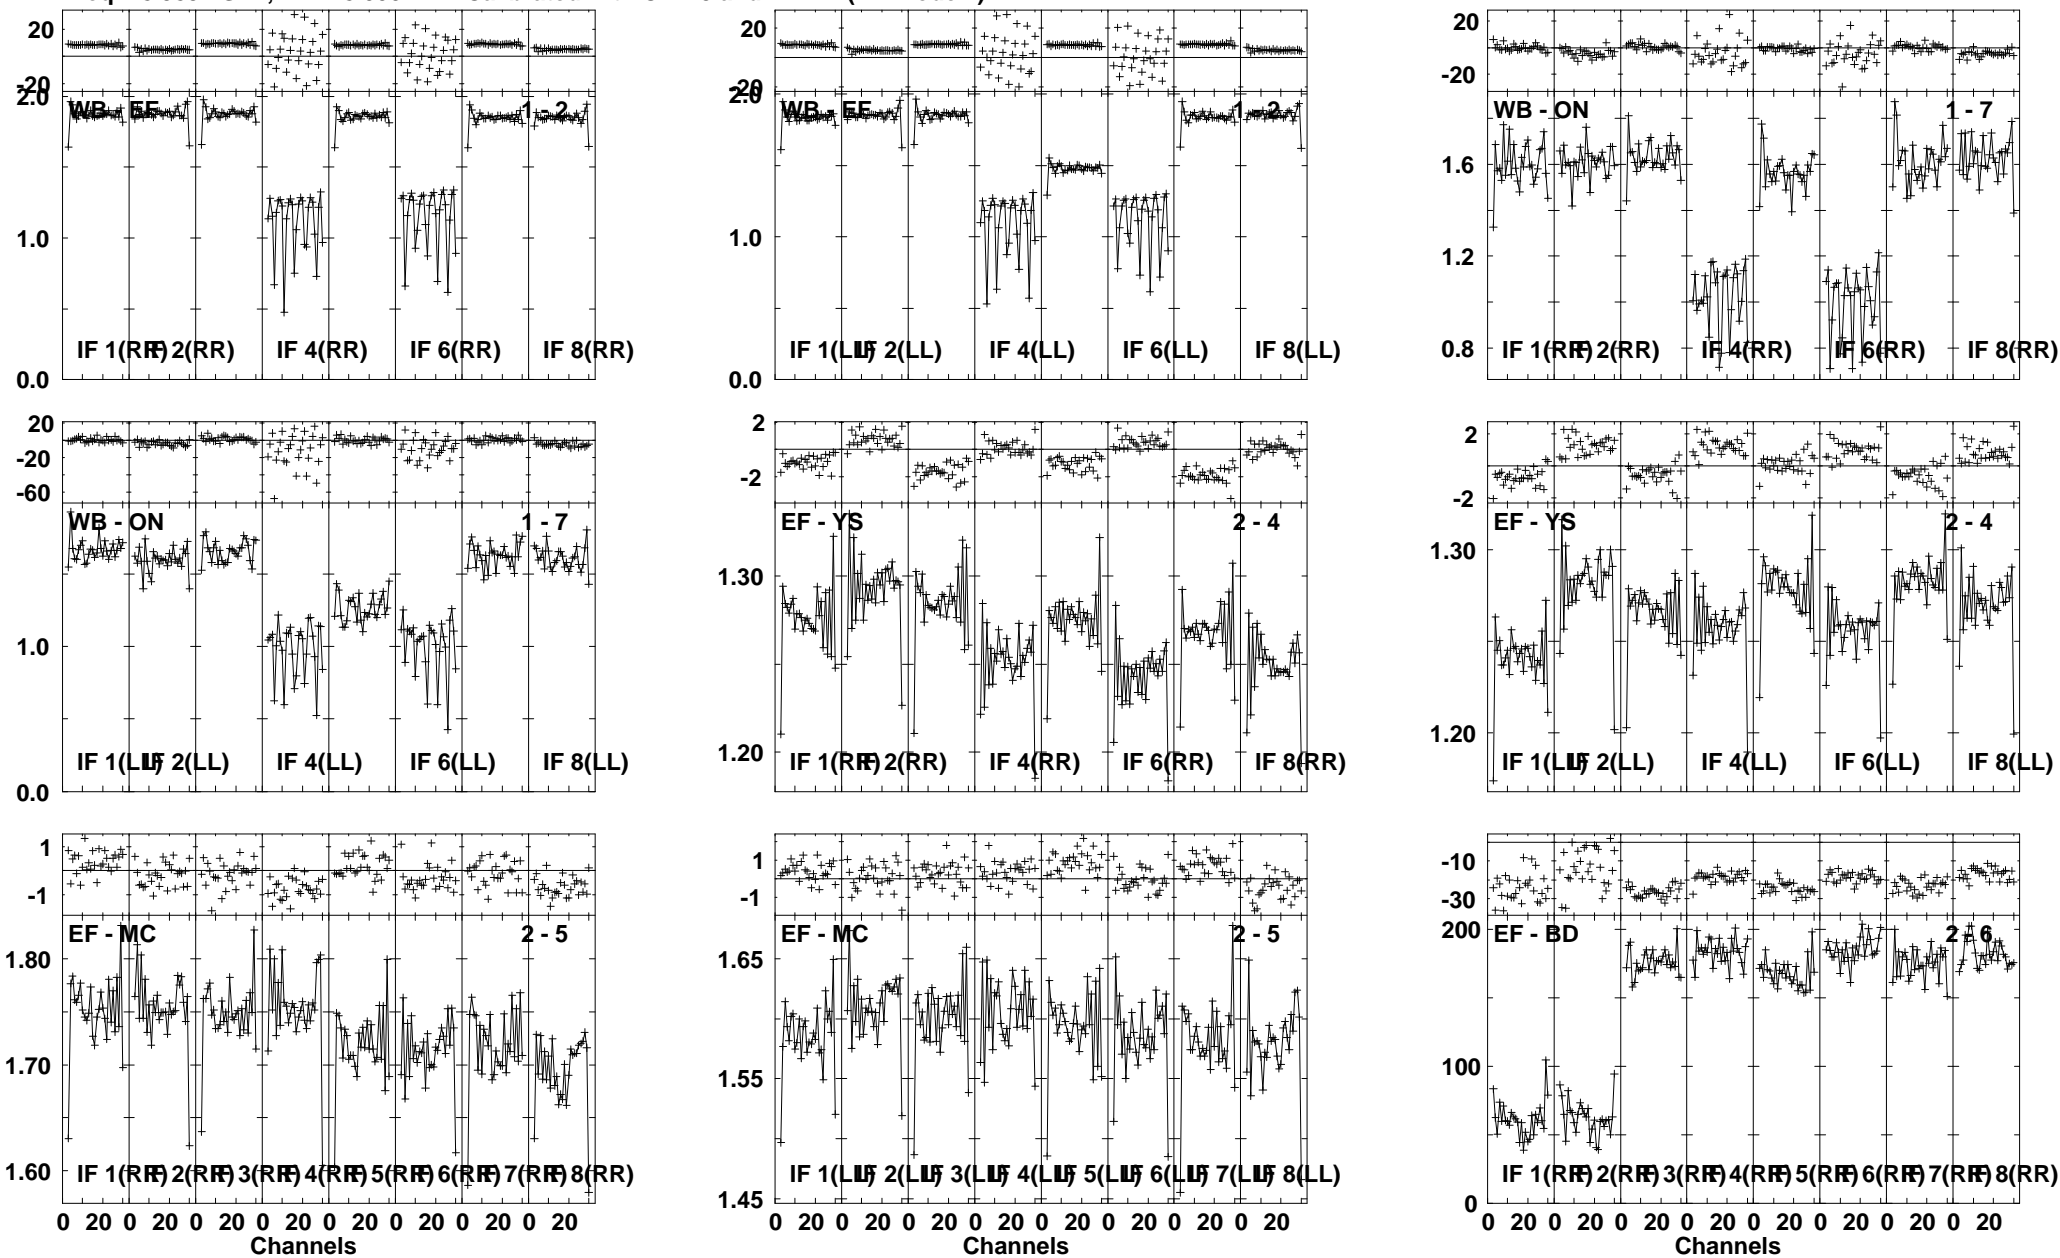 20
-20
WB - EF
1 - 2
2.0
1.0
0.0
IF 1(RR) IF 2(RR) IF 4(RR) IF 6(RR) IF 8(RR)
20
-20
WB - EF
1 - 2
2.0
1.0
0.0
IF 1(LL) IF 2(LL) IF 4(LL) IF 6(LL) IF 8(LL)
20
-20
WB - ON
1 - 7
1.6
1.2
0.8
IF 1(RR) IF 2(RR) IF 4(RR) IF 6(RR) IF 8(RR)
20
-20
-60
WB - ON
1 - 7
1.0
0.0
IF 1(LL) IF 2(LL) IF 4(LL) IF 6(LL) IF 8(LL)
2
-2
EF - YS
2 - 4
1.30
1.20
IF 1(RR) IF 2(RR) IF 4(RR) IF 6(RR) IF 8(RR)
2
-2
EF - YS
2 - 4
1.30
1.20
IF 1(LL) IF 2(LL) IF 4(LL) IF 6(LL) IF 8(LL)
1
-1
EF - MC
2 - 5
1.80
1.70
1.60
IF 1(RR) IF 2(RR) IF 3(RR) IF 4(RR) IF 5(RR) IF 6(RR) IF 7(RR) IF 8(RR)
0 20 0 20 0 20 0 20 0 20 0 20 0 20 0 20
Channels
1
-1
EF - MC
2 - 5
1.65
1.55
1.45
IF 1(LL) IF 2(LL) IF 3(LL) IF 4(LL) IF 5(LL) IF 6(LL) IF 7(LL) IF 8(LL)
0 20 0 20 0 20 0 20 0 20 0 20 0 20 0 20
Channels
-10
-30
EF - BD
2 - 6
200
100
0
IF 1(RR) IF 2(RR) IF 3(RR) IF 4(RR) IF 5(RR) IF 6(RR) IF 7(RR) IF 8(RR)
0 20 0 20 0 20 0 20 0 20 0 20 0 20 0 20
Channels